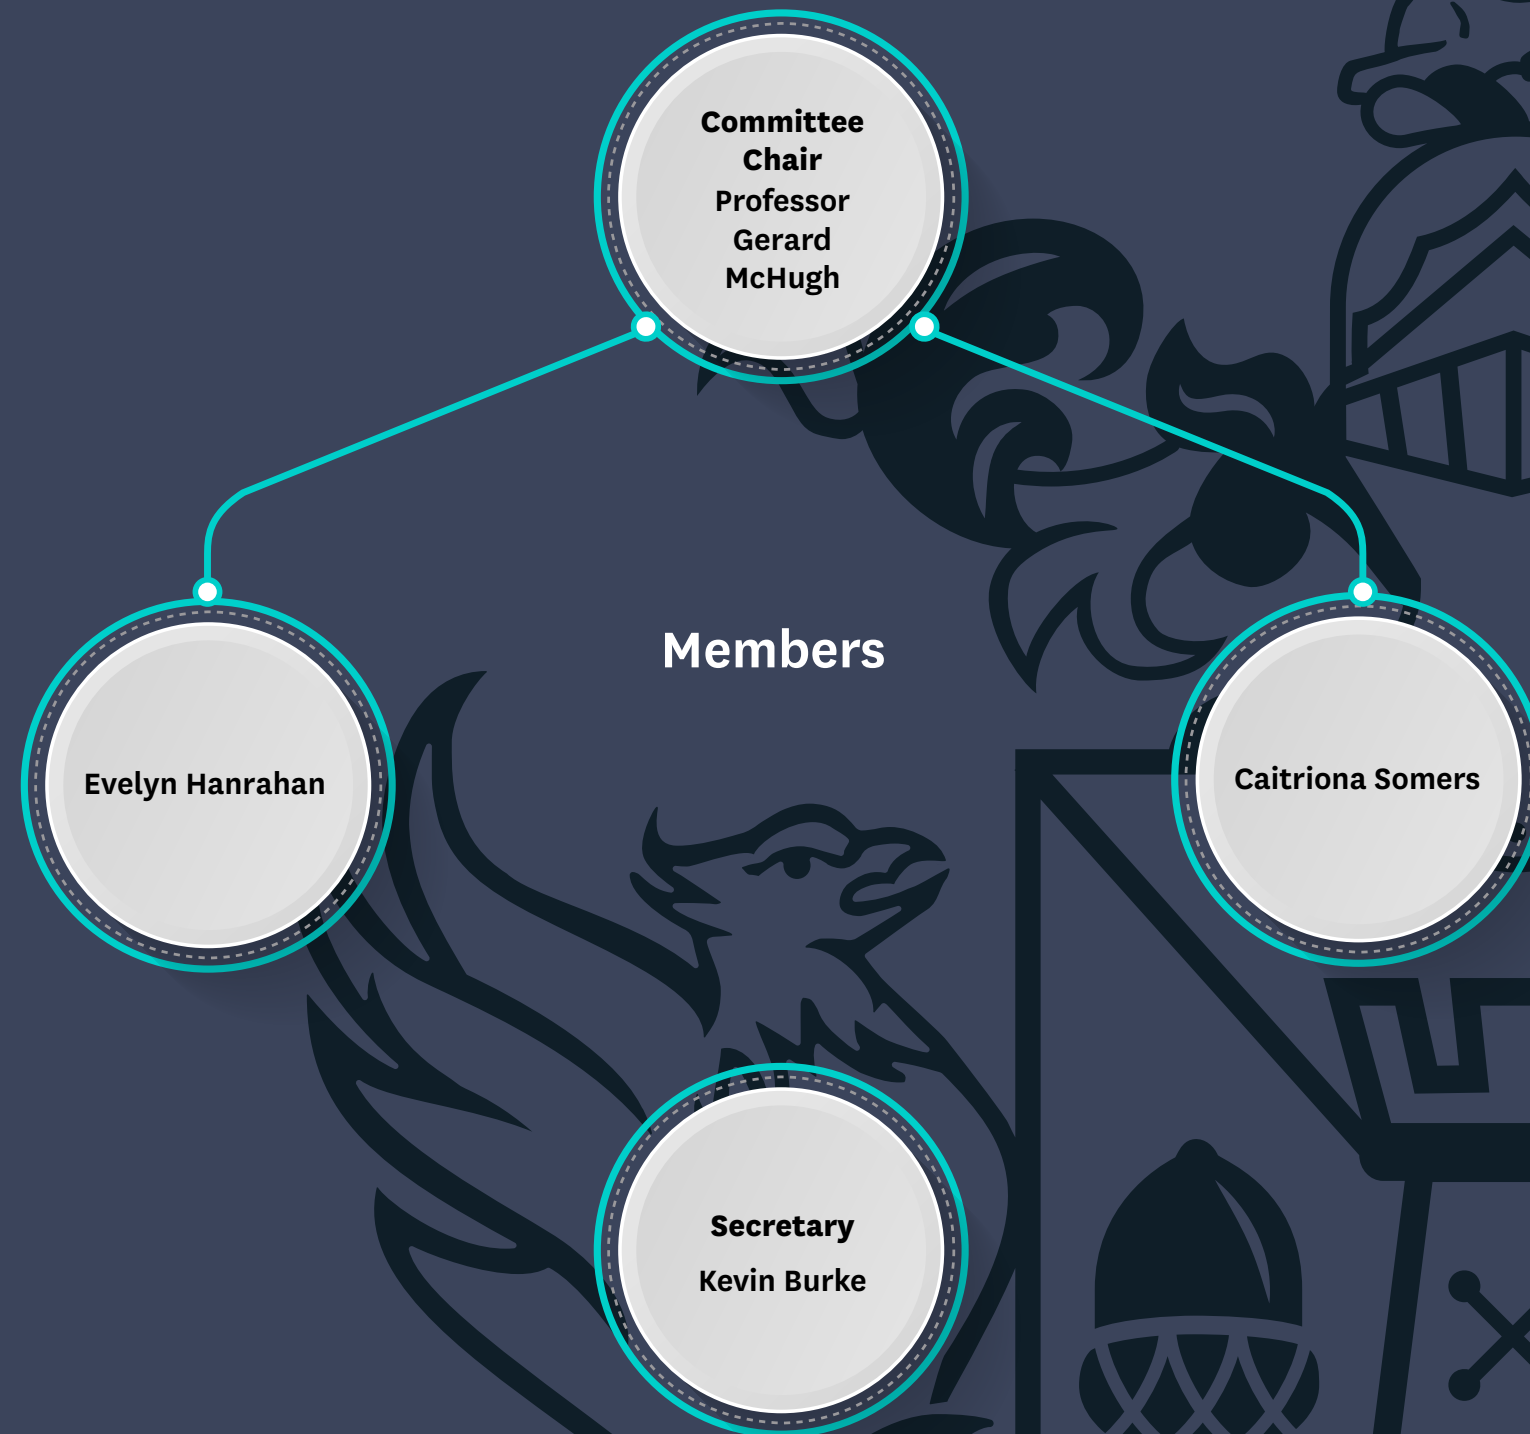 Committee
Chair
Professor
Gerard
McHugh
Members
Evelyn Hanrahan
Caitriona Somers
Secretary
Kevin Burke